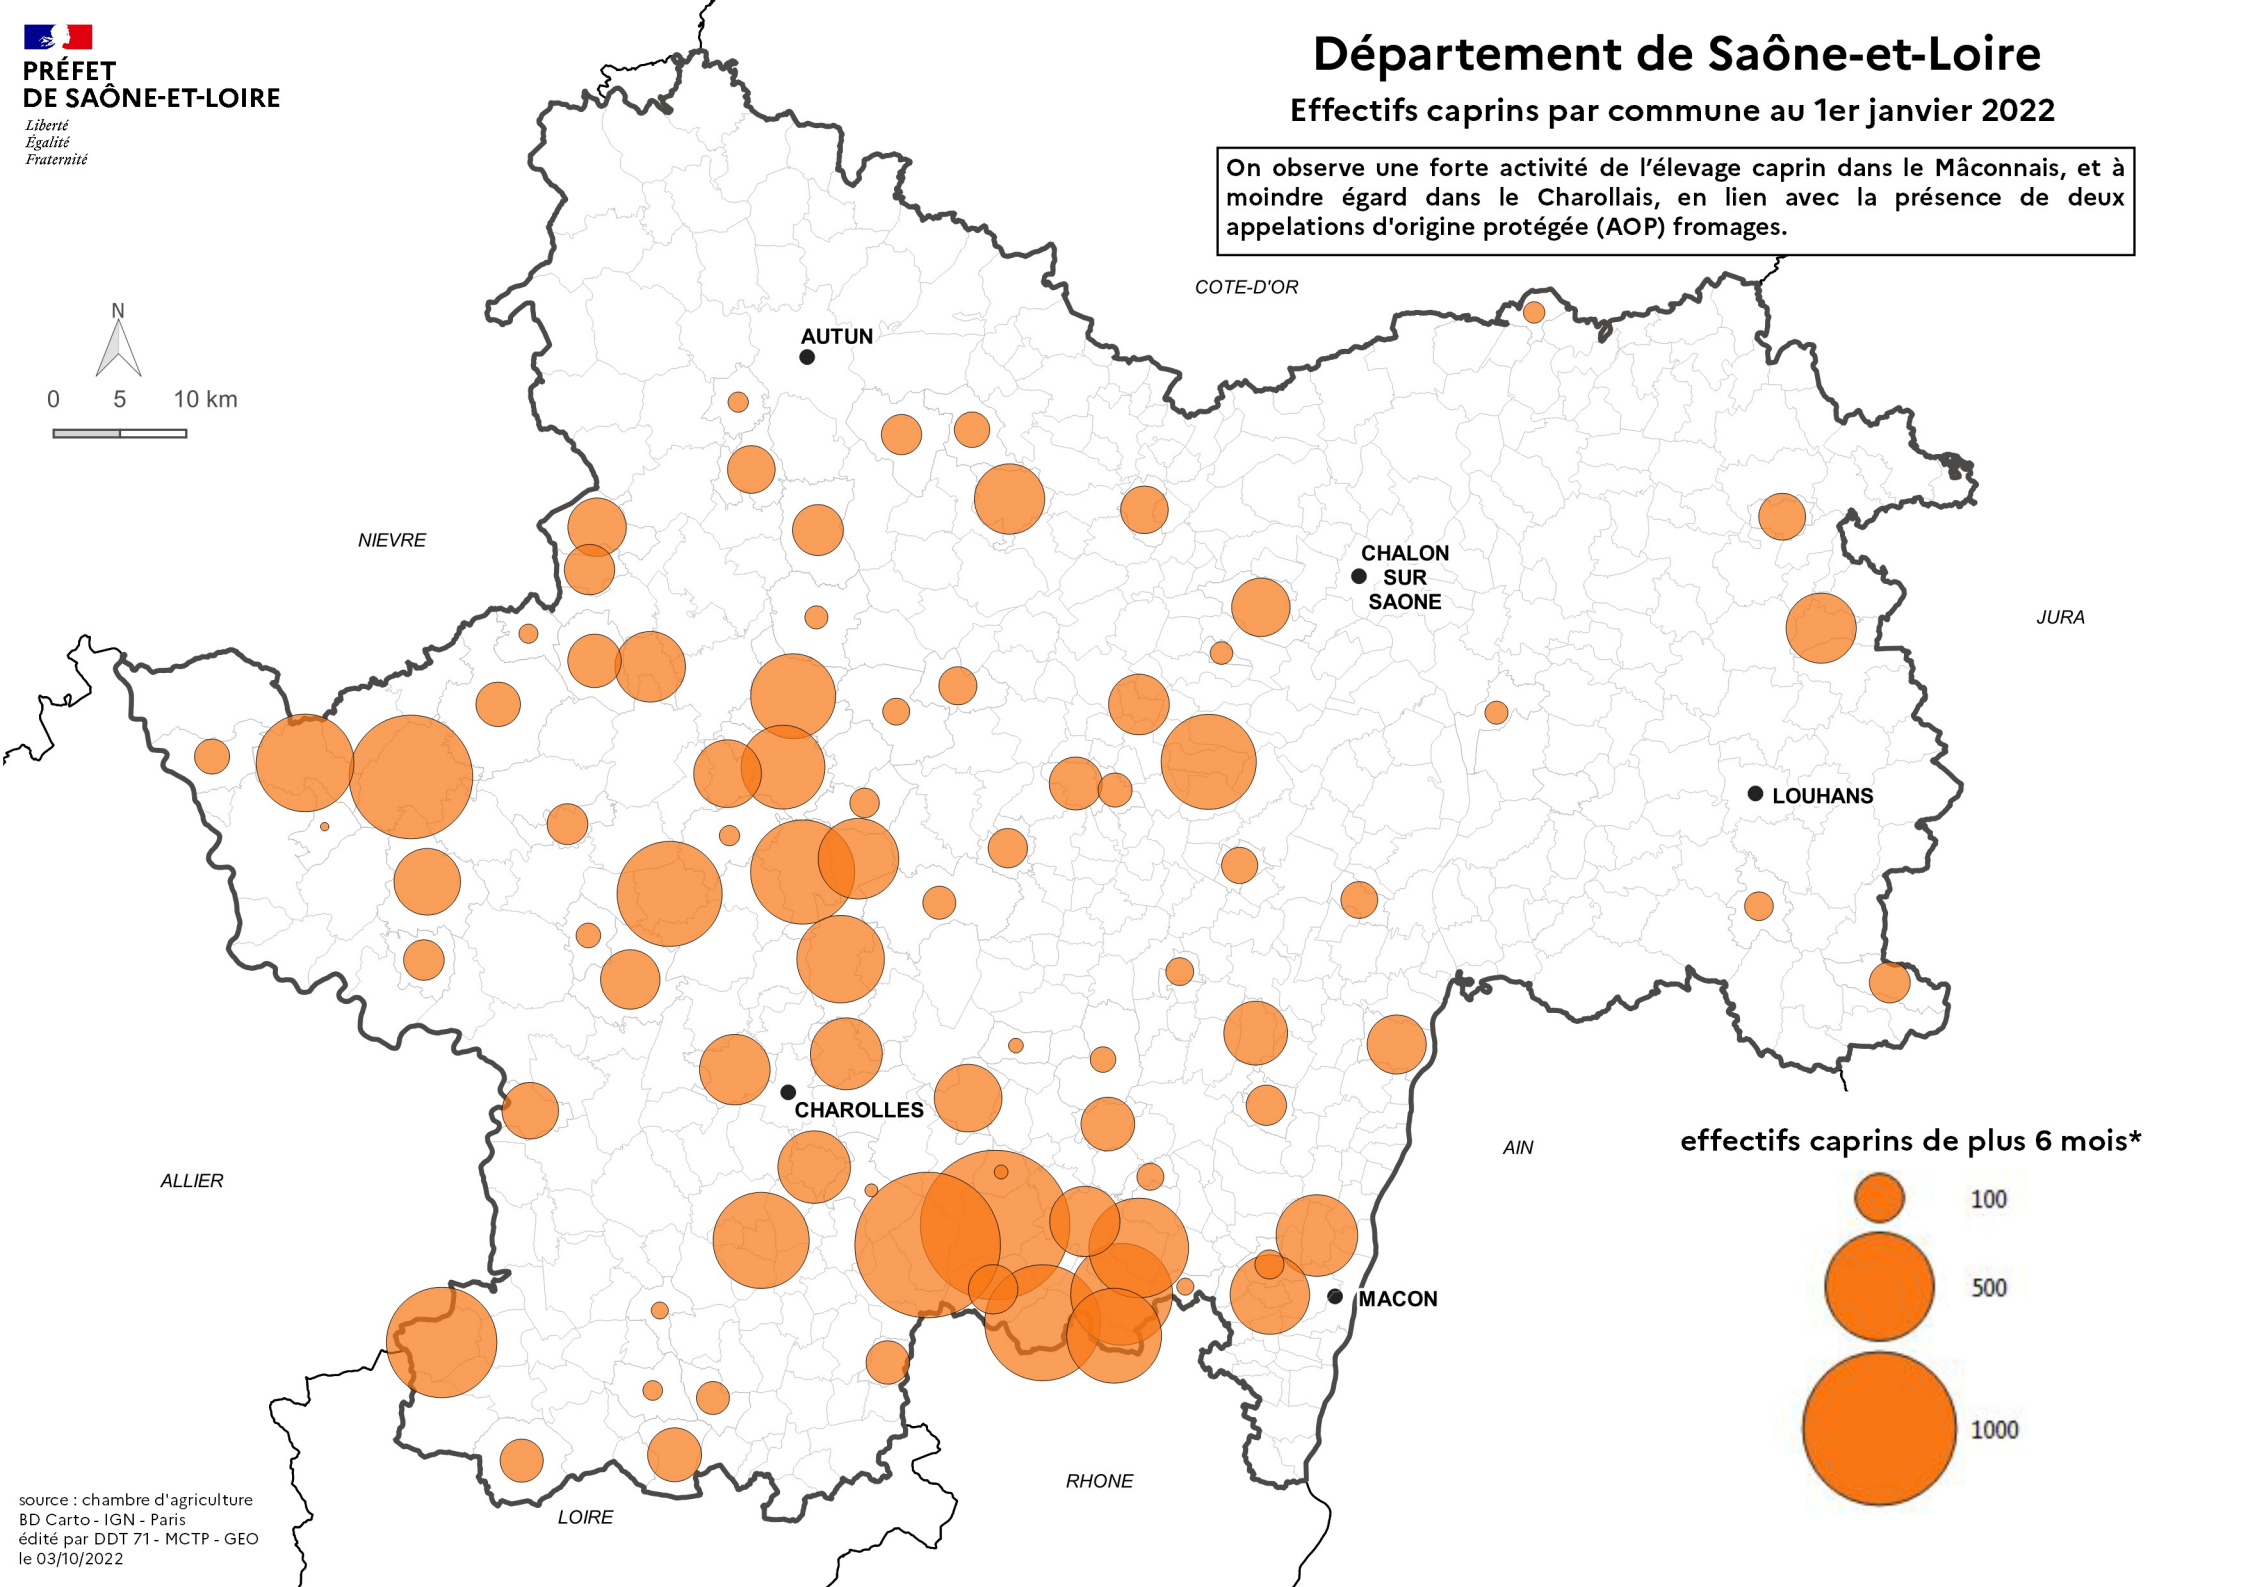 PRÉFET
DE SAÔNE-ET-LOIRE
Liberté
Égalité
Fraternité
Département de Saône-et-Loire
Effectifs caprins par commune au 1er janvier 2022
On observe une forte activité de l’élevage caprin dans le Mâconnais, et à
moindre égard dans le Charollais, en lien avec la présence de deux
appelations d'origine protégée (AOP) fromages.
COTE-D'OR
N
0 5 10 km
AUTUN
NIEVRE
CHALON
SUR
SAONE
JURA
LOUHANS
CHAROLLES
AIN
ALLIER
MACON
RHONE
LOIRE
effectifs caprins de plus 6 mois*
100
500
1000
source : chambre d'agriculture
BD Carto - IGN - Paris
édité par DDT 71 - MCTP - GEO
le 03/10/2022